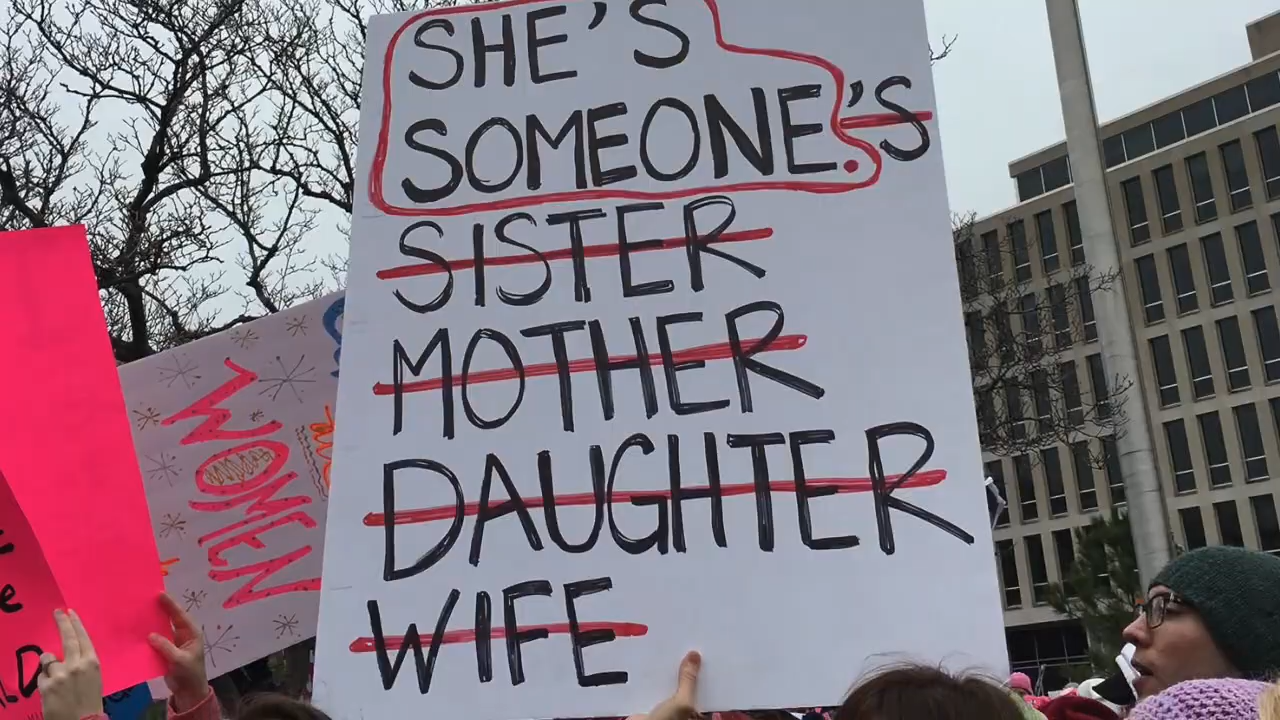 SHE'S
SOMEONE.'S
SISTER
MOTHER
DAUGHTER
WIFE
WOMEN